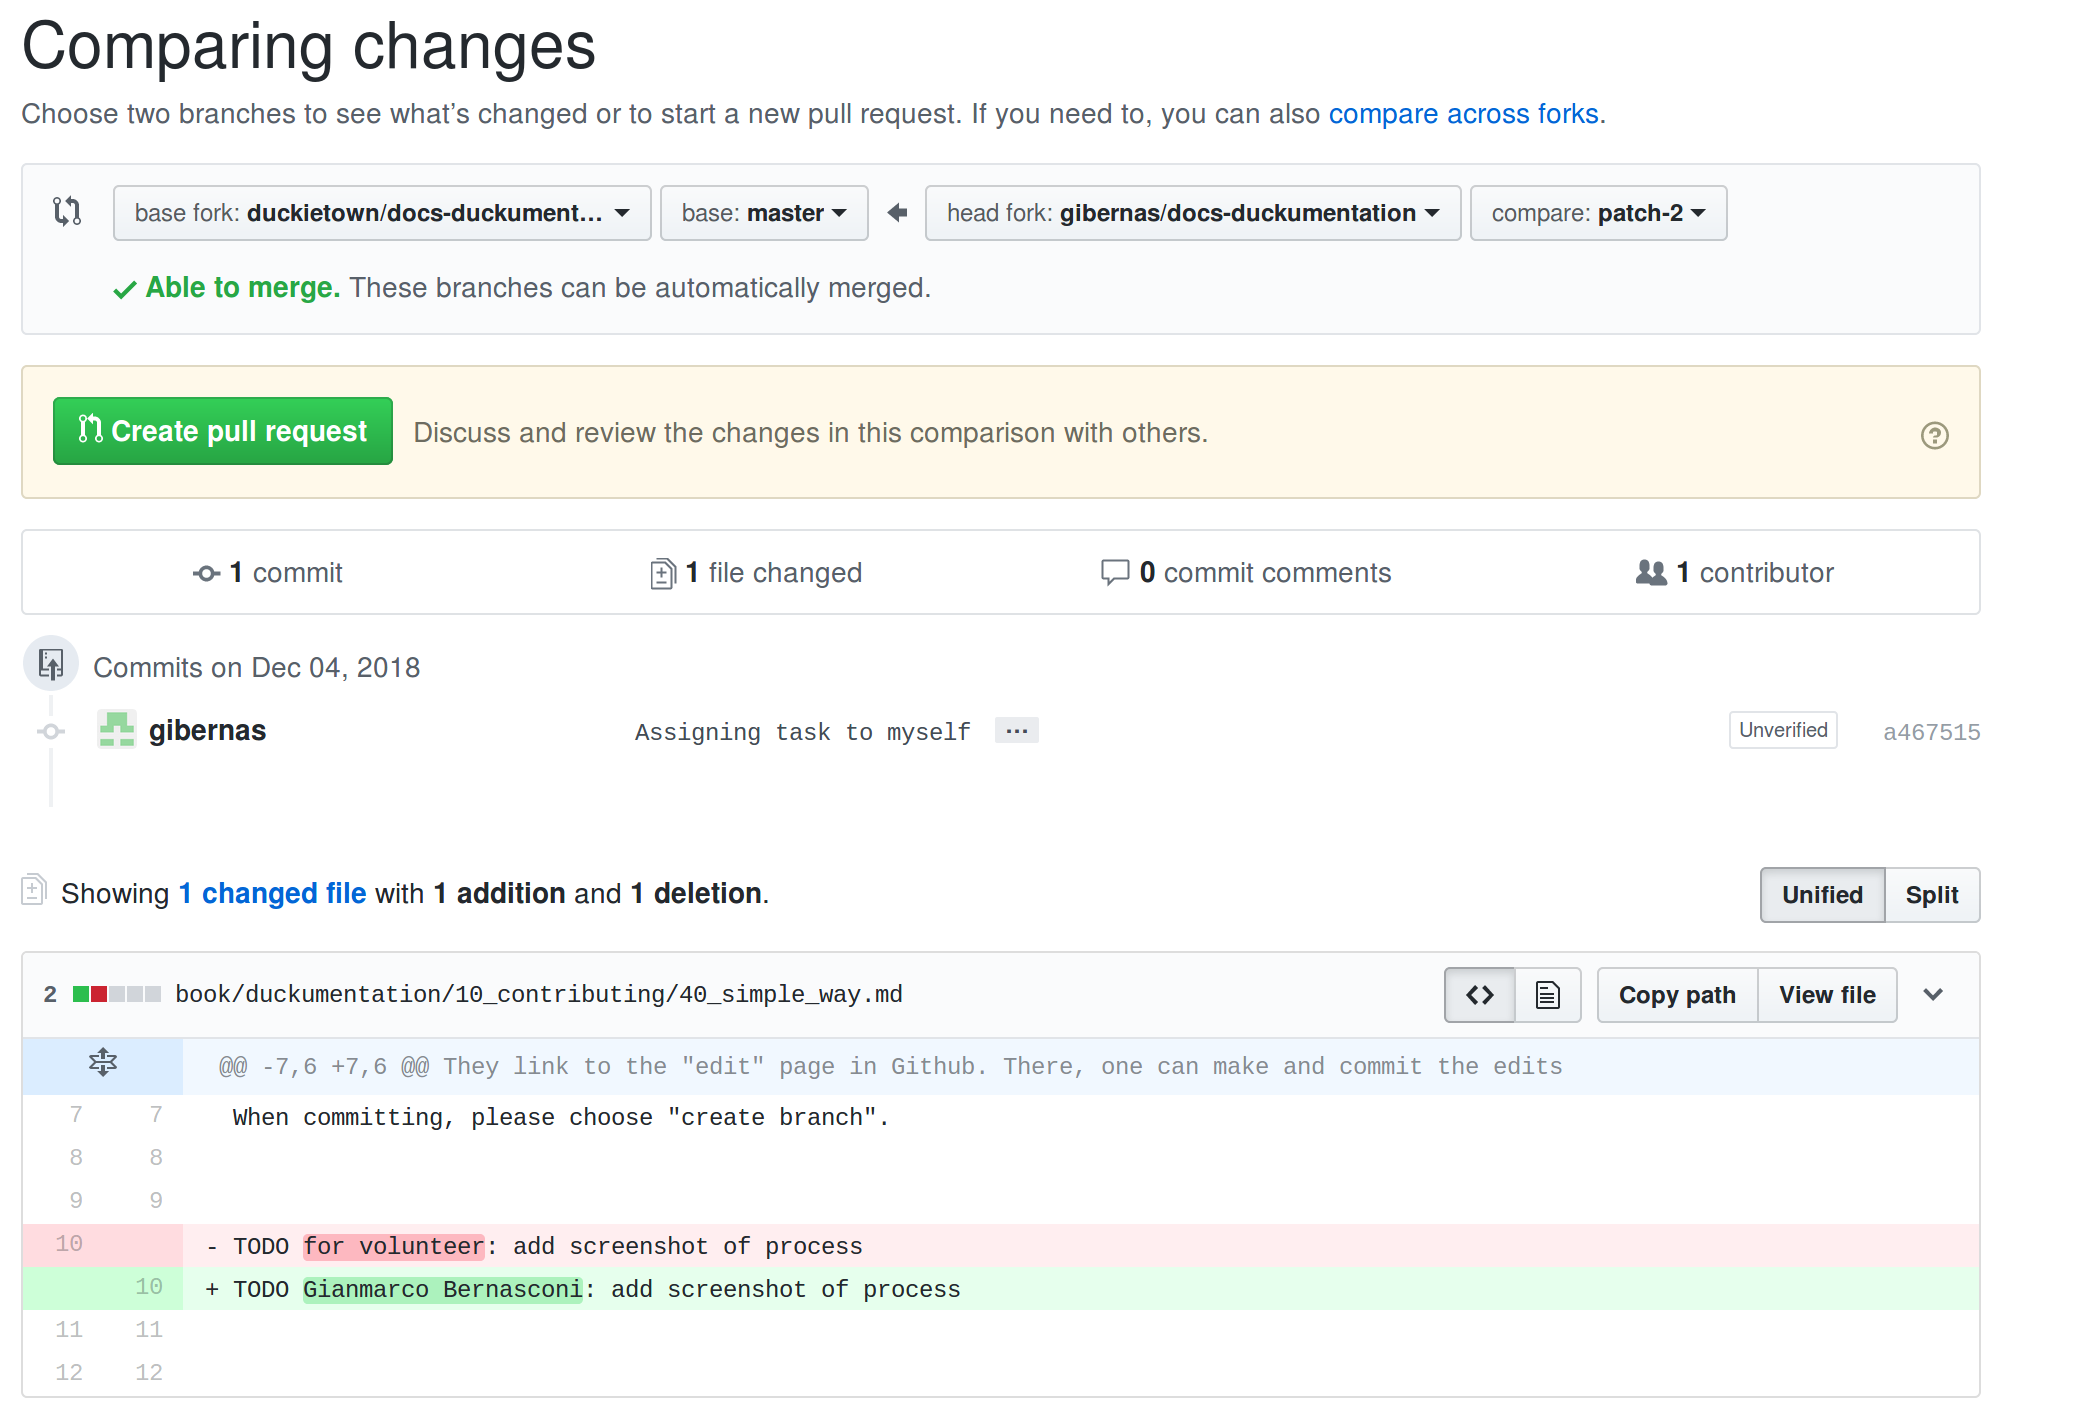 Comparing changes
Choose two branches to see what’s changed or to start a new pull request. If you need to, you can also compare across forks.
base fork: duckietown/docs-duckument... base: master head fork: gibernas/docs-duckumentation compare: patch-2
Able to merge. These branches can be automatically merged.
Create pull request Discuss and review the changes in this comparison with others.
1 commit 1 file changed 0 commit comments 1 contributor
Commits on Dec 04, 2018
gibernas Assigning task to myself ... Unverified a467515
Showing 1 changed file with 1 addition and 1 deletion. Unified Split
2 book/duckumentation/10_contributing/40_simple_way.md <> Copy path View file
@@ -7,6 +7,6 @@ They link to the "edit" page in Github. There, one can make and commit the edits
7 7 When committing, please choose "create branch".
8 8
9 9
10 - TODO for volunteer: add screenshot of process
10 + TODO Gianmarco Bernasconi: add screenshot of process
11 11
12 12